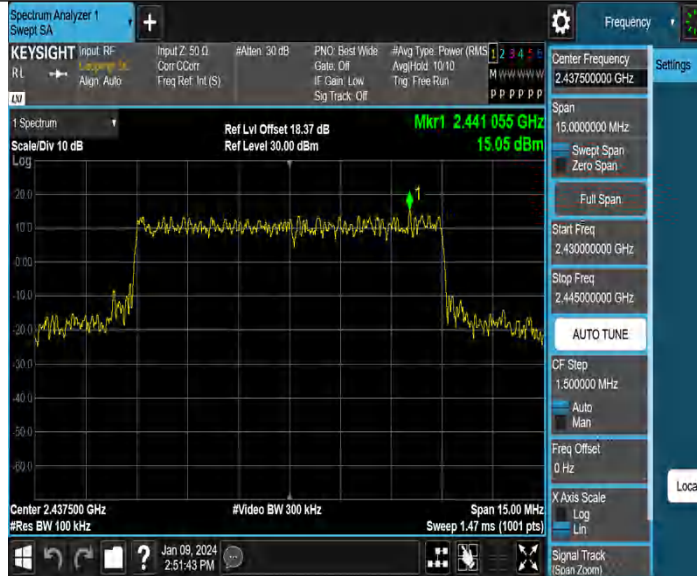 Spectrum Analyzer 1
Swept SA
+
Frequency
KEYSIGHT
RL
Input: RF
Align: Auto
Input Z: 50 Ω
Corr CCorr
Freq Ref: Int (S)
#Atten: 30 dB
PNO: Best Wide
Gate: Off
IF Gain: Low
Sig Track: Off
#Avg Type: Power (RMS
Avg|Hold: 10/10
Trig: Free Run
1 2 3 4 5 6
M W W W W W
P P P P P P
LXI
1 Spectrum
Scale/Div 10 dB
Log
Ref Lvl Offset 18.37 dB
Ref Level 30.00 dBm
Mkr1 2.441 055 GHz
15.05 dBm
1
20.0
10.0
0.00
-10.0
-20.0
-30.0
-40.0
-50.0
-60.0
Center 2.437500 GHz
#Res BW 100 kHz
#Video BW 300 kHz
Span 15.00 MHz
Sweep 1.47 ms (1001 pts)
?
Jan 09, 2024
2:51:43 PM
Center Frequency
2.437500000 GHz
Span
15.0000000 MHz
Swept Span
Zero Span
Full Span
Start Freq
2.430000000 GHz
Stop Freq
2.445000000 GHz
AUTO TUNE
CF Step
1.500000 MHz
Auto
Man
Freq Offset
0 Hz
X Axis Scale
Log
Lin
Signal Track
(Span Zoom)
Settings
Loca